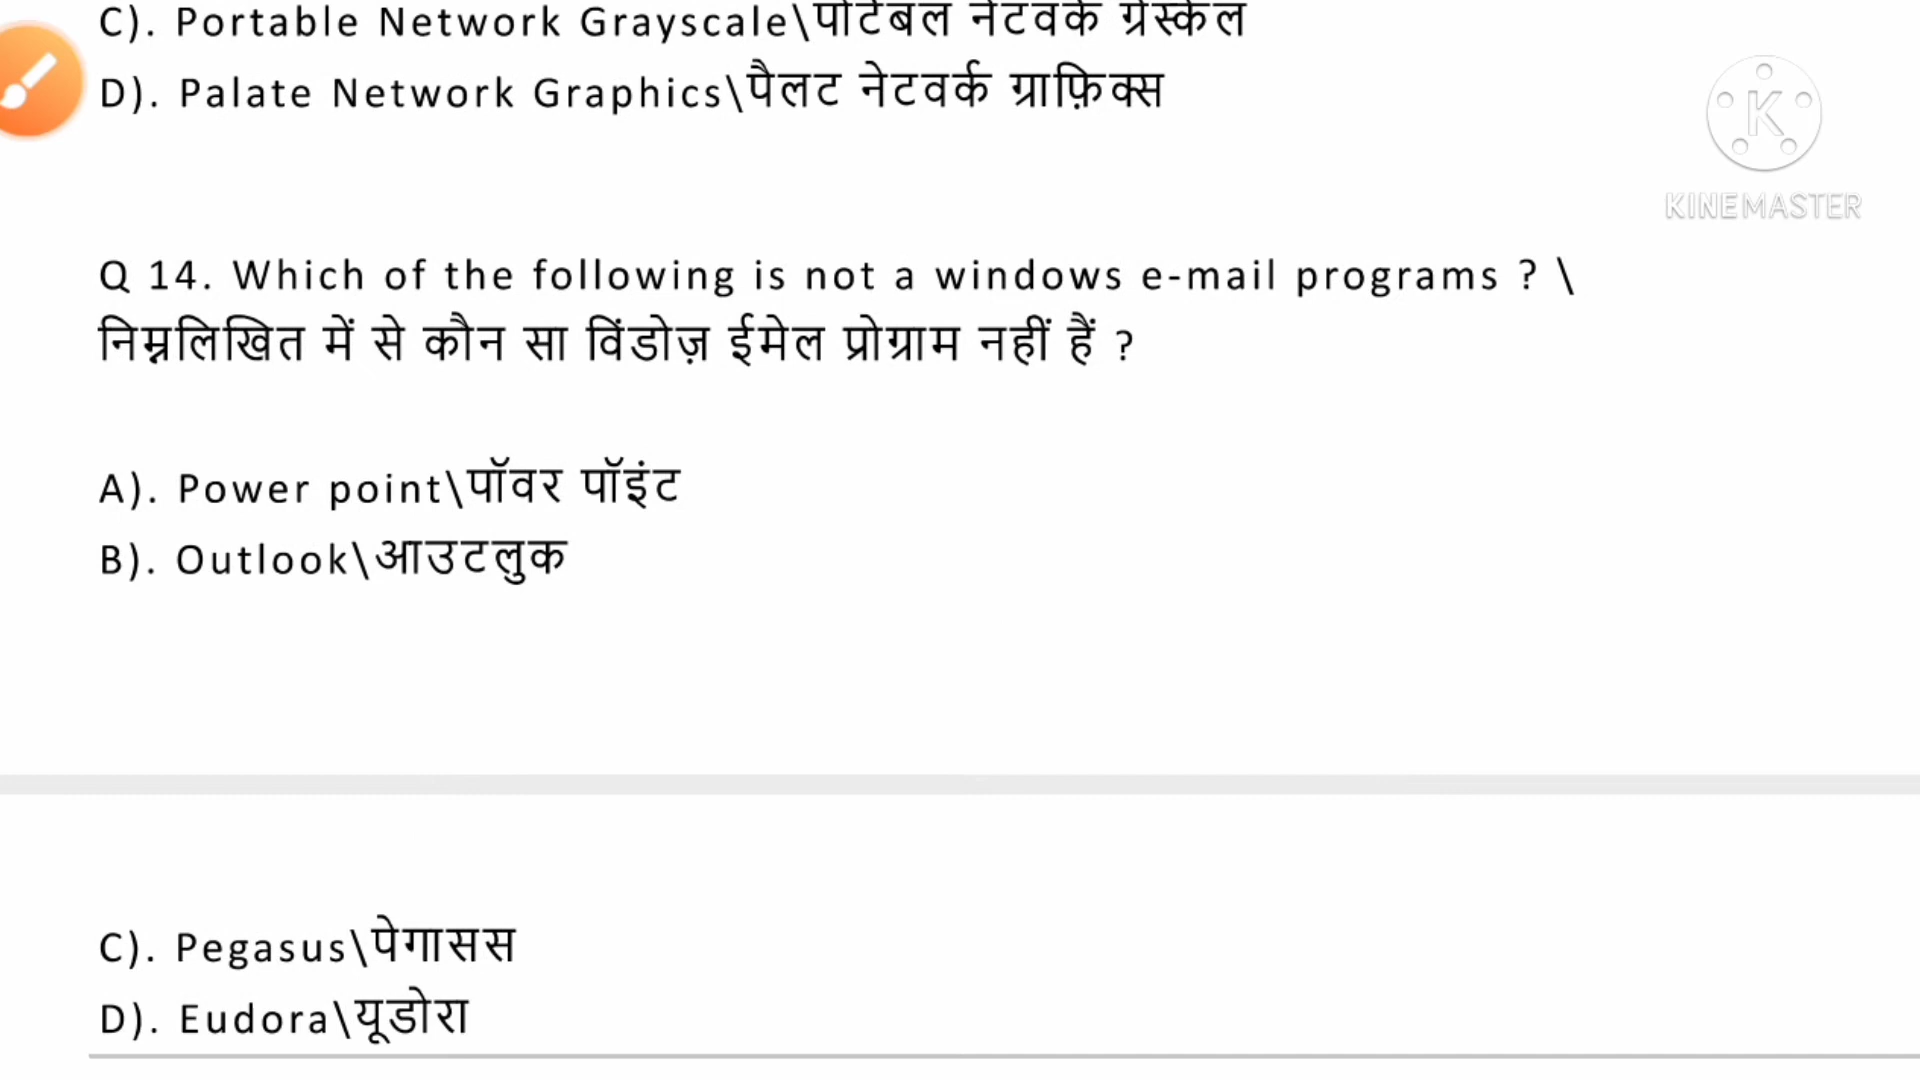 C). Portable Network Grayscale\पोर्टेबल नेटवर्क ग्रेस्केल
D). Palate Network Graphics\पैलट नेटवर्क ग्राफ़िक्स
KINEMASTER
Q 14. Which of the following is not a windows e-mail programs ? \
निम्नलिखित में से कौन सा विंडोज़ ईमेल प्रोग्राम नहीं हैं ?
A). Power point\पॉवर पॉइंट
B). Outlook\आउटलुक
C). Pegasus\पेगासस
D). Eudora\यूडोरा